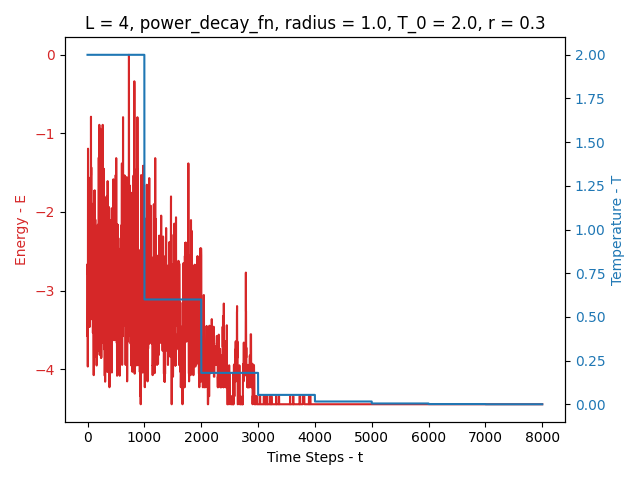 L = 4, power_decay_fn, radius = 1.0, T_0 = 2.0, r = 0.3
Energy - E
0
−1
−2
−3
−4
2.00
1.75
1.50
1.25
1.00
0.75
0.50
0.25
0.00
Temperature - T
0 1000 2000 3000 4000 5000 6000 7000 8000
Time Steps - t